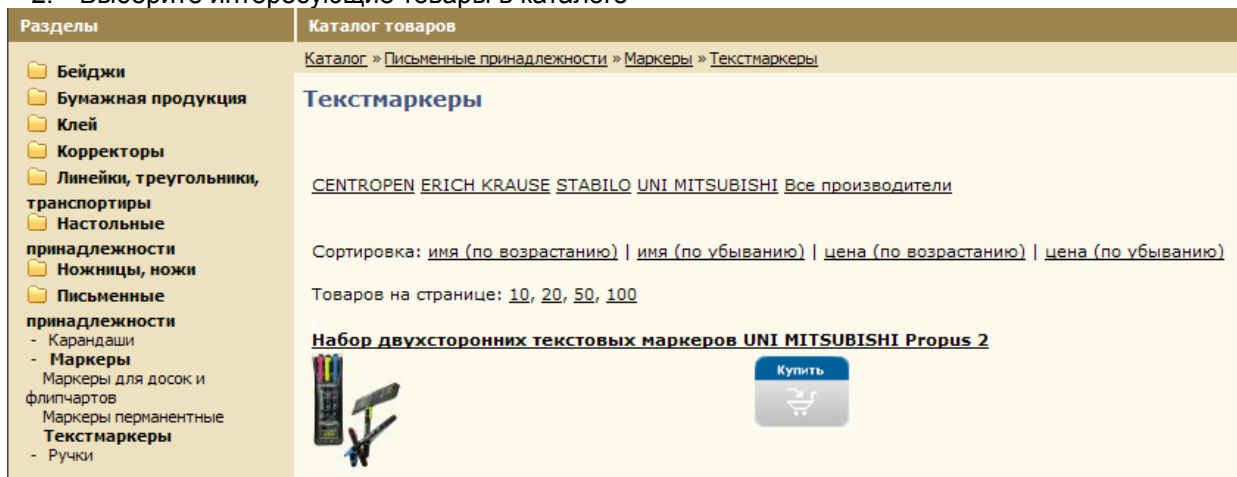 2. Выберите интересующие товары в каталоге
Разделы
Бейджи
Бумажная продукция
Клей
Корректоры
Линейки, треугольники,
транспортиры
Настольные
принадлежности
Ножницы, ножи
Письменные
принадлежности
- Карандаши
- Маркеры
Маркеры для досок и
флипчартов
Маркеры перманентные
Текстмаркеры
- Ручки
Каталог товаров
Каталог » Письменные принадлежности » Маркеры » Текстмаркеры
Текстмаркеры
CENTROPEN ERICH KRAUSE STABILO UNI MITSUBISHI Все производители
Сортировка: имя (по возрастанию) | имя (по убыванию) | цена (по возрастанию) | цена (по убыванию)
Товаров на странице: 10, 20, 50, 100
Набор двухсторонних текстовых маркеров UNI MITSUBISHI Propus 2
Купить